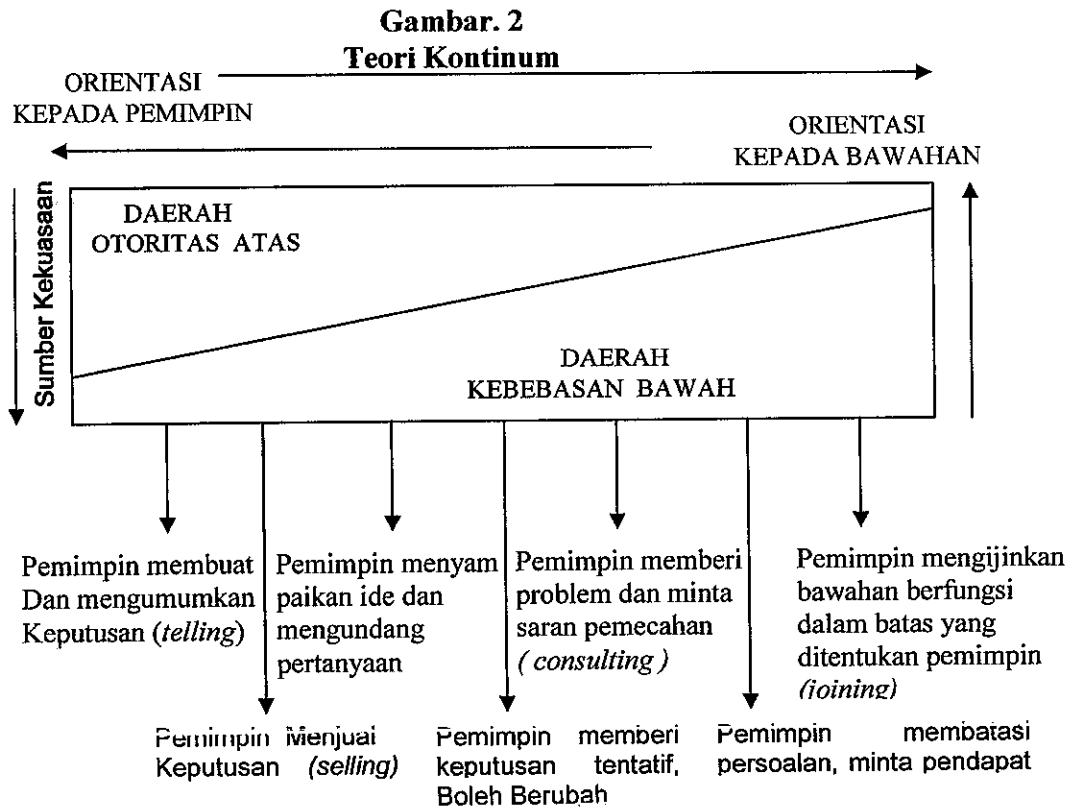 Gambar. 2
Teori Kontinum
ORIENTASI
KEPADA PEMIMPIN
ORIENTASI
KEPADA BAWAHAN
Sumber Kekuasaan
DAERAH
OTORITAS ATAS
DAERAH
KEBEBASAN BAWAH
Pemimpin membuat
Dan mengumumkan
Keputusan (telling)
Pemimpin menyam
paikan ide dan
mengundang
pertanyaan
Pemimpin memberi
problem dan minta
saran pemecahan
( consulting )
Pemimpin mengijinkan
bawahan berfungsi
dalam batas yang
ditentukan pemimpin
(joining)
Pemimpin Menjual
Keputusan (selling)
Pemimpin memberi
keputusan tentatif,
Boleh Berubah
Pemimpin membatasi
persoalan, minta pendapat